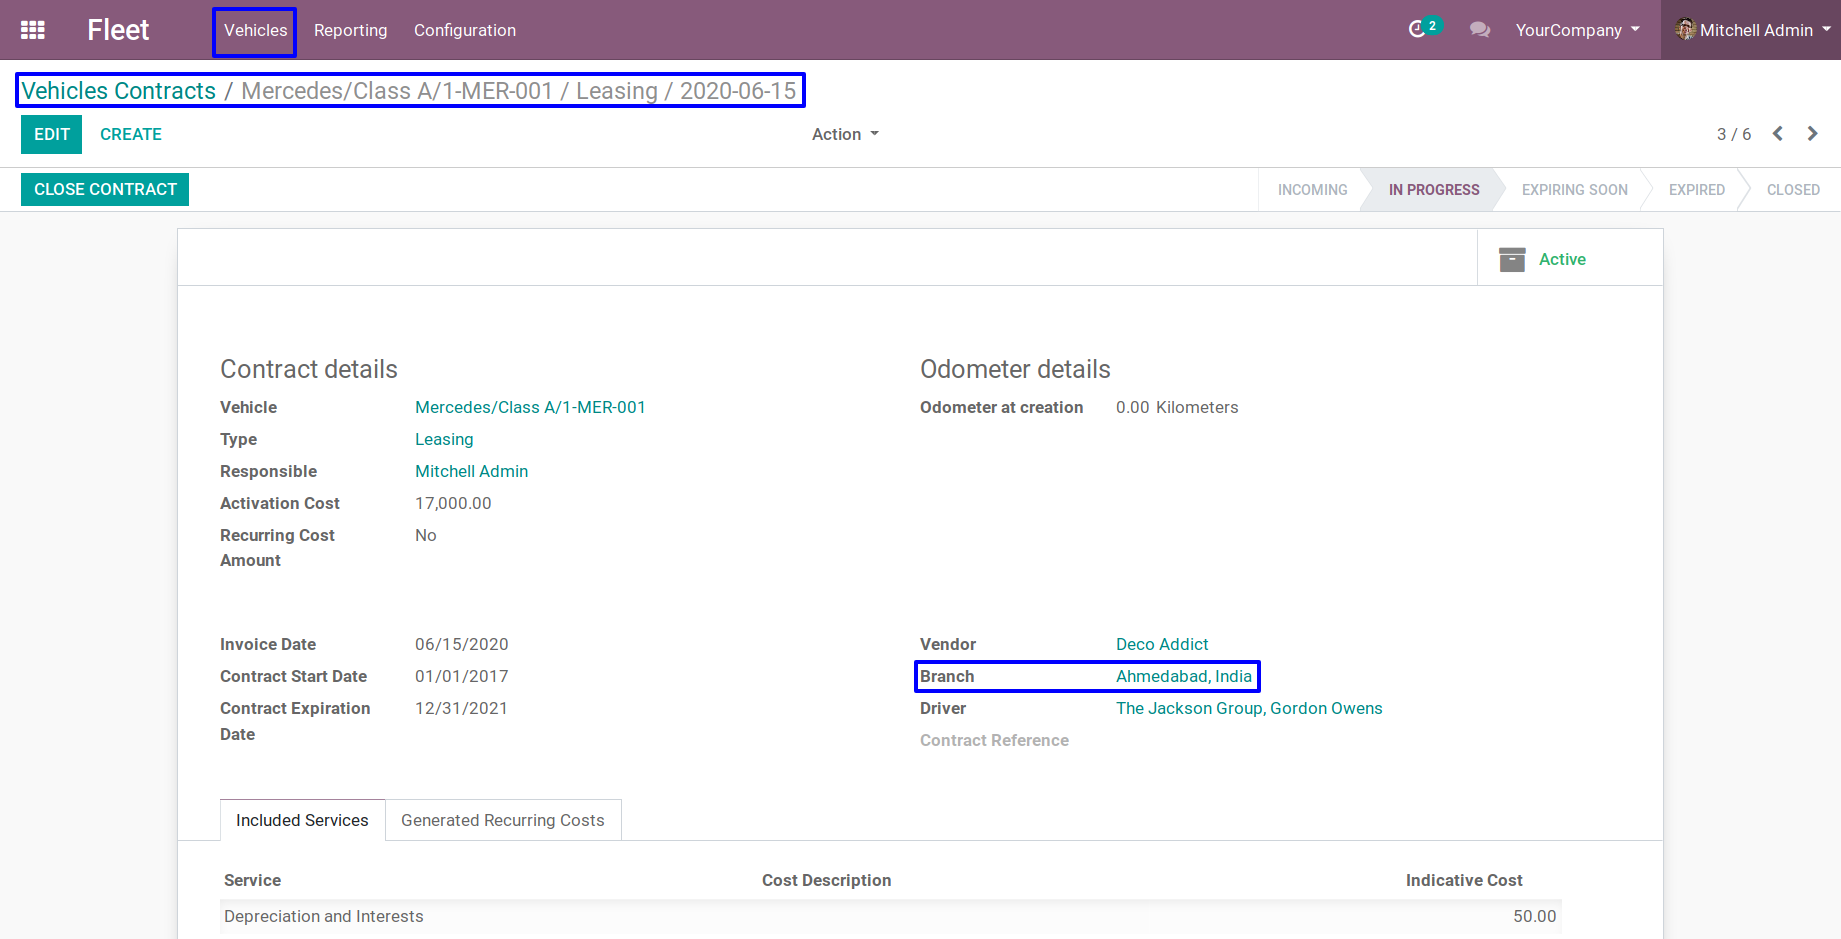 Fleet Vehicles Reporting Configuration 2 YourCompany Mitchell Admin
Vehicles Contracts / Mercedes/Class A/1-MER-001 / Leasing / 2020-06-15
EDIT CREATE Action 3 / 6
CLOSE CONTRACT INCOMING IN PROGRESS EXPIRING SOON EXPIRED CLOSED
Active
Contract details
Vehicle Mercedes/Class A/1-MER-001
Type Leasing
Responsible Mitchell Admin
Activation Cost 17,000.00
Recurring Cost No
Amount
Odometer details
Odometer at creation 0.00 Kilometers
Invoice Date 06/15/2020
Contract Start Date 01/01/2017
Contract Expiration 12/31/2021
Date
Vendor Deco Addict
Branch Ahmedabad, India
Driver The Jackson Group, Gordon Owens
Contract Reference
Included Services Generated Recurring Costs
Service Cost Description Indicative Cost
Depreciation and Interests 50.00